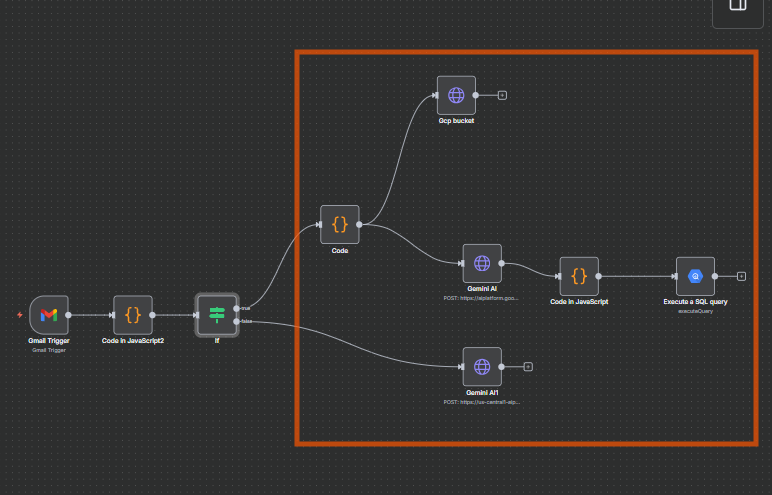 Gcp bucket
Code
Gemini AI
POST: https://aiplatform.goo...
Code in JavaScript
Execute a SQL query
executeQuery
Gmail Trigger
Gmail Trigger
Code in JavaScript2
If
true
false
Gemini AI1
POST: https://us-central1-aip...